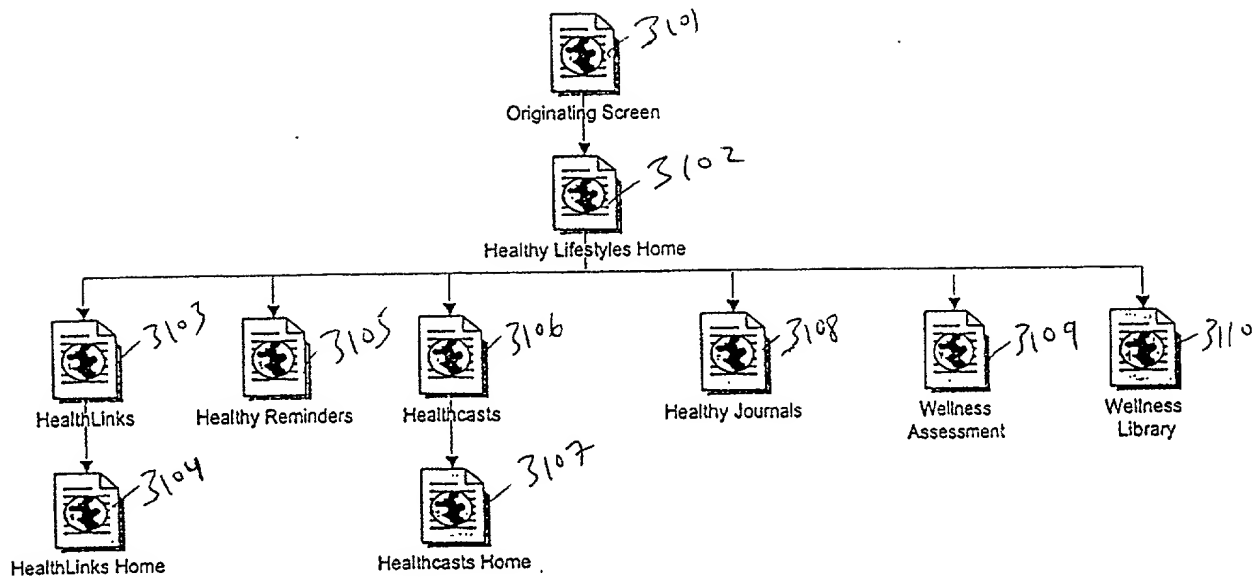 3101
Originating Screen
3102
Healthy Lifestyles Home
3103
3105
3106
3108
3109
3110
HealthLinks
Healthy Reminders
Healthcasts
Healthy Journals
Wellness
Assessment
Wellness
Library
3104
3107
HealthLinks Home
Healthcasts Home